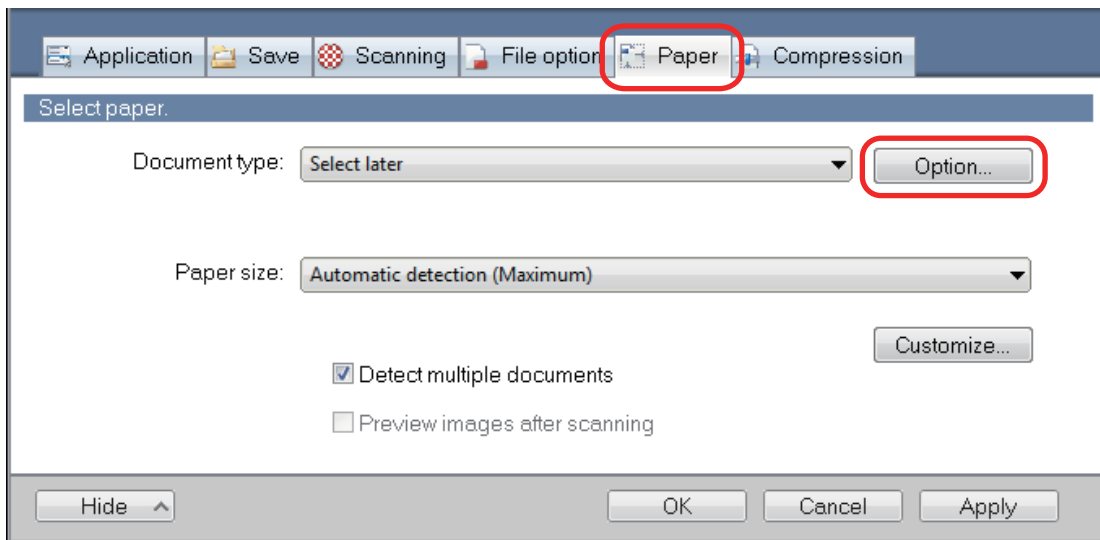 Application Save Scanning File option Paper Compression
Select paper.
Document type: Select later Option...
Paper size: Automatic detection (Maximum)
Customize...
Detect multiple documents
Preview images after scanning
Hide OK Cancel Apply